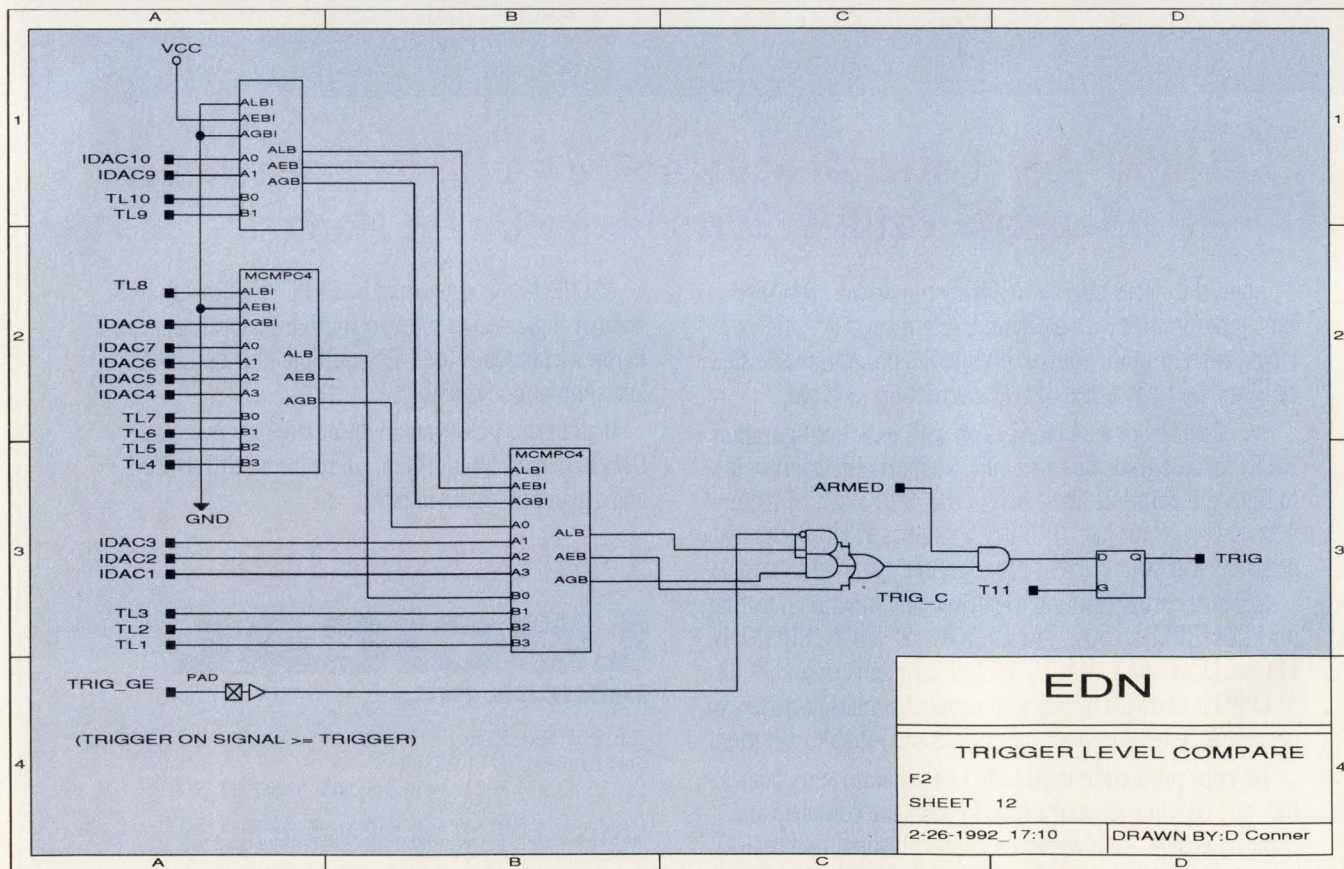 A B C D
VCC
1 1
ALBI
AEBI
AGBI
ALB
AEB
AGB
IDAC10 A0
IDAC9 A1
TL10 B0
TL9 B1
MCMPC4
TL8 ALBI
AEBI
IDAC8 AGBI
2 2
IDAC7 A0
IDAC6 A1
IDAC5 A2
IDAC4 A3
ALB
AEB
AGB
TL7 B0
TL6 B1
TL5 B2
TL4 B3
GND
MCMPC4
ALBI
AEBI
AGBI
A0
IDAC3 A1
IDAC2 A2
IDAC1 A3
B0
TL3 B1
TL2 B2
TL1 B3
ALB
AEB
AGB
3 3
ARMED
TRIG_C
T11
D Q
G
TRIG
TRIG_GE PAD
(TRIGGER ON SIGNAL >= TRIGGER)
4 4
EDN
TRIGGER LEVEL COMPARE
F2
SHEET 12
2-26-1992_17:10 DRAWN BY:D Conner
A B C D